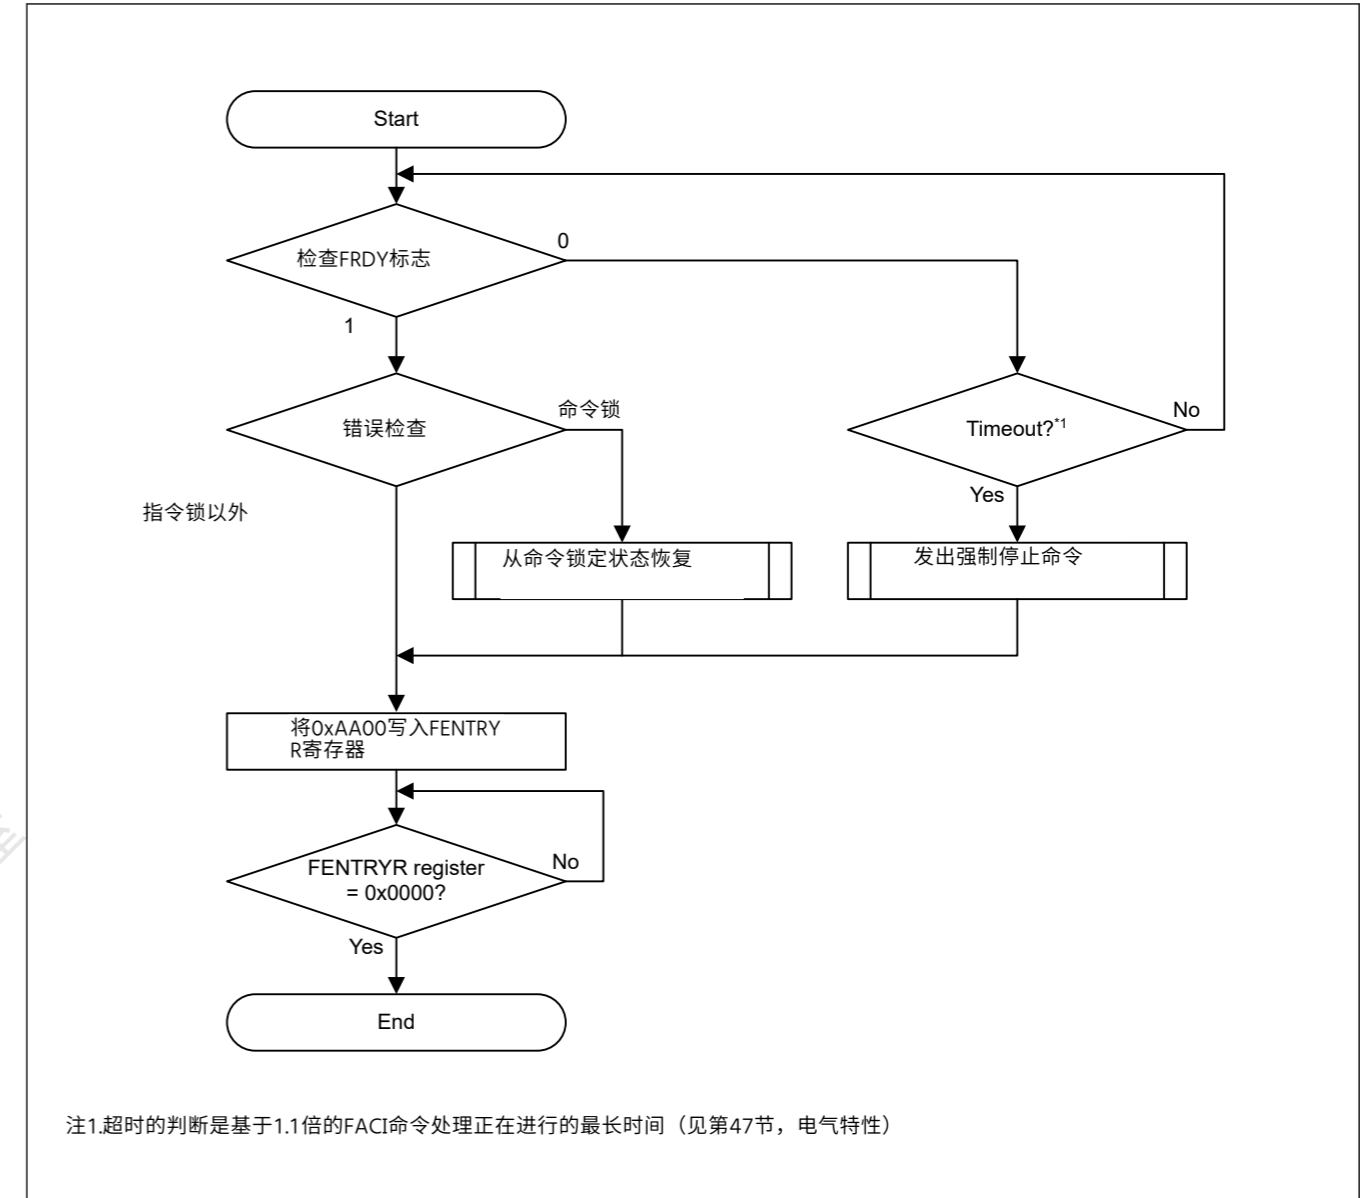 Start
检查FRDY标志
0
1
错误检查
命令锁
Timeout?*1
No
Yes
指令锁以外
从命令锁定状态恢复
发出强制停止命令
将0xAA00写入FENTRY
R寄存器
FENTRYR register
= 0x0000?
No
Yes
End
注1.超时的判断是基于1.1倍的FACI命令处理正在进行的最长时间（见第47节，电气特性）